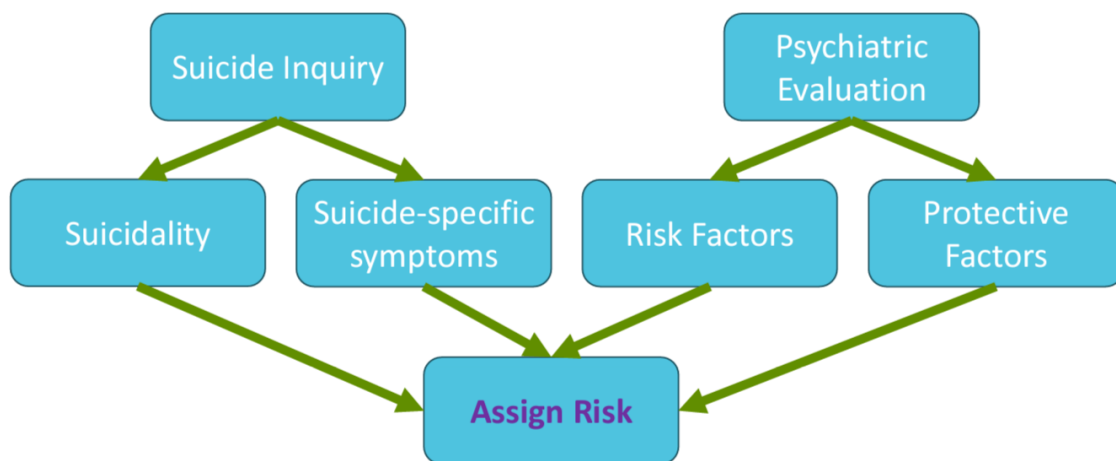 Suicide Inquiry
Psychiatric
Evaluation
Suicidality
Suicide-specific
symptoms
Risk Factors
Protective
Factors
Assign Risk